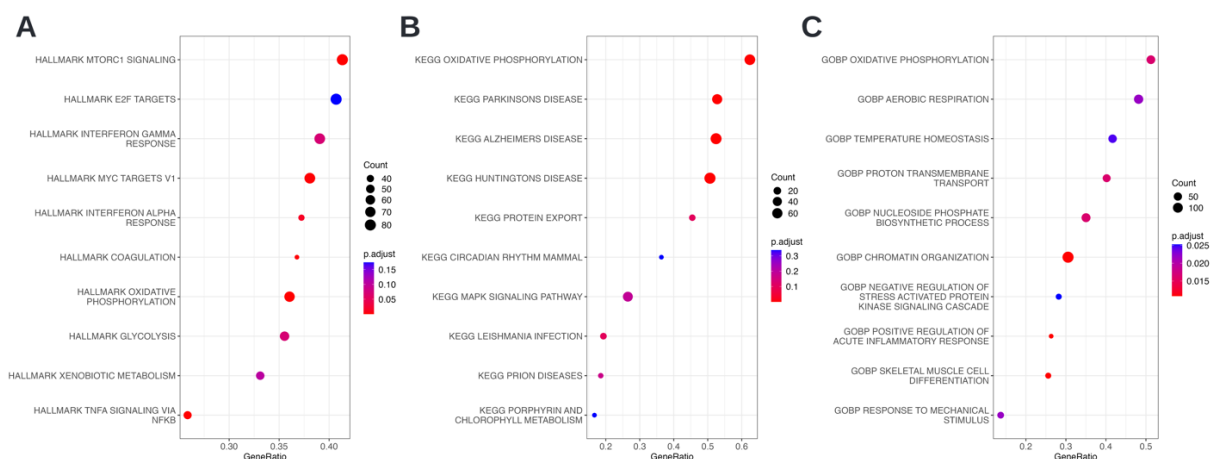 A
HALLMARK MTORC1 SIGNALING
HALLMARK E2F TARGETS
HALLMARK INTERFERON GAMMA
RESPONSE
HALLMARK MYC TARGETS V1
HALLMARK INTERFERON ALPHA
RESPONSE
HALLMARK COAGULATION
HALLMARK OXIDATIVE
PHOSPHORYLATION
HALLMARK GLYCOLYSIS
HALLMARK XENOBIOTIC METABOLISM
HALLMARK TNFA SIGNALING VIA
NFKB
0.30 0.35 0.40
GeneRatio
Count
40
50
60
70
80
p.adjust
0.15
0.10
0.05
B
KEGG OXIDATIVE PHOSPHORYLATION
KEGG PARKINSONS DISEASE
KEGG ALZHEIMERS DISEASE
KEGG HUNTINGTONS DISEASE
KEGG PROTEIN EXPORT
KEGG CIRCADIAN RHYTHM MAMMAL
KEGG MAPK SIGNALING PATHWAY
KEGG LEISHMANIA INFECTION
KEGG PRION DISEASES
KEGG PORPHYRIN AND
CHLOROPHYLL METABOLISM
0.2 0.3 0.4 0.5 0.6
GeneRatio
Count
20
40
60
p.adjust
0.3
0.2
0.1
C
GOBP OXIDATIVE PHOSPHORYLATION
GOBP AEROBIC RESPIRATION
GOBP TEMPERATURE HOMEOSTASIS
GOBP PROTON TRANSMEMBRANE
TRANSPORT
GOBP NUCLEOSIDE PHOSPHATE
BIOSYNTHETIC PROCESS
GOBP CHROMATIN ORGANIZATION
GOBP NEGATIVE REGULATION OF
STRESS ACTIVATED PROTEIN
KINASE SIGNALING CASCADE
GOBP POSITIVE REGULATION OF
ACUTE INFLAMMATORY RESPONSE
GOBP SKELETAL MUSCLE CELL
DIFFERENTIATION
GOBP RESPONSE TO MECHANICAL
STIMULUS
0.2 0.3 0.4 0.5
GeneRatio
Count
50
100
p.adjust
0.025
0.020
0.015